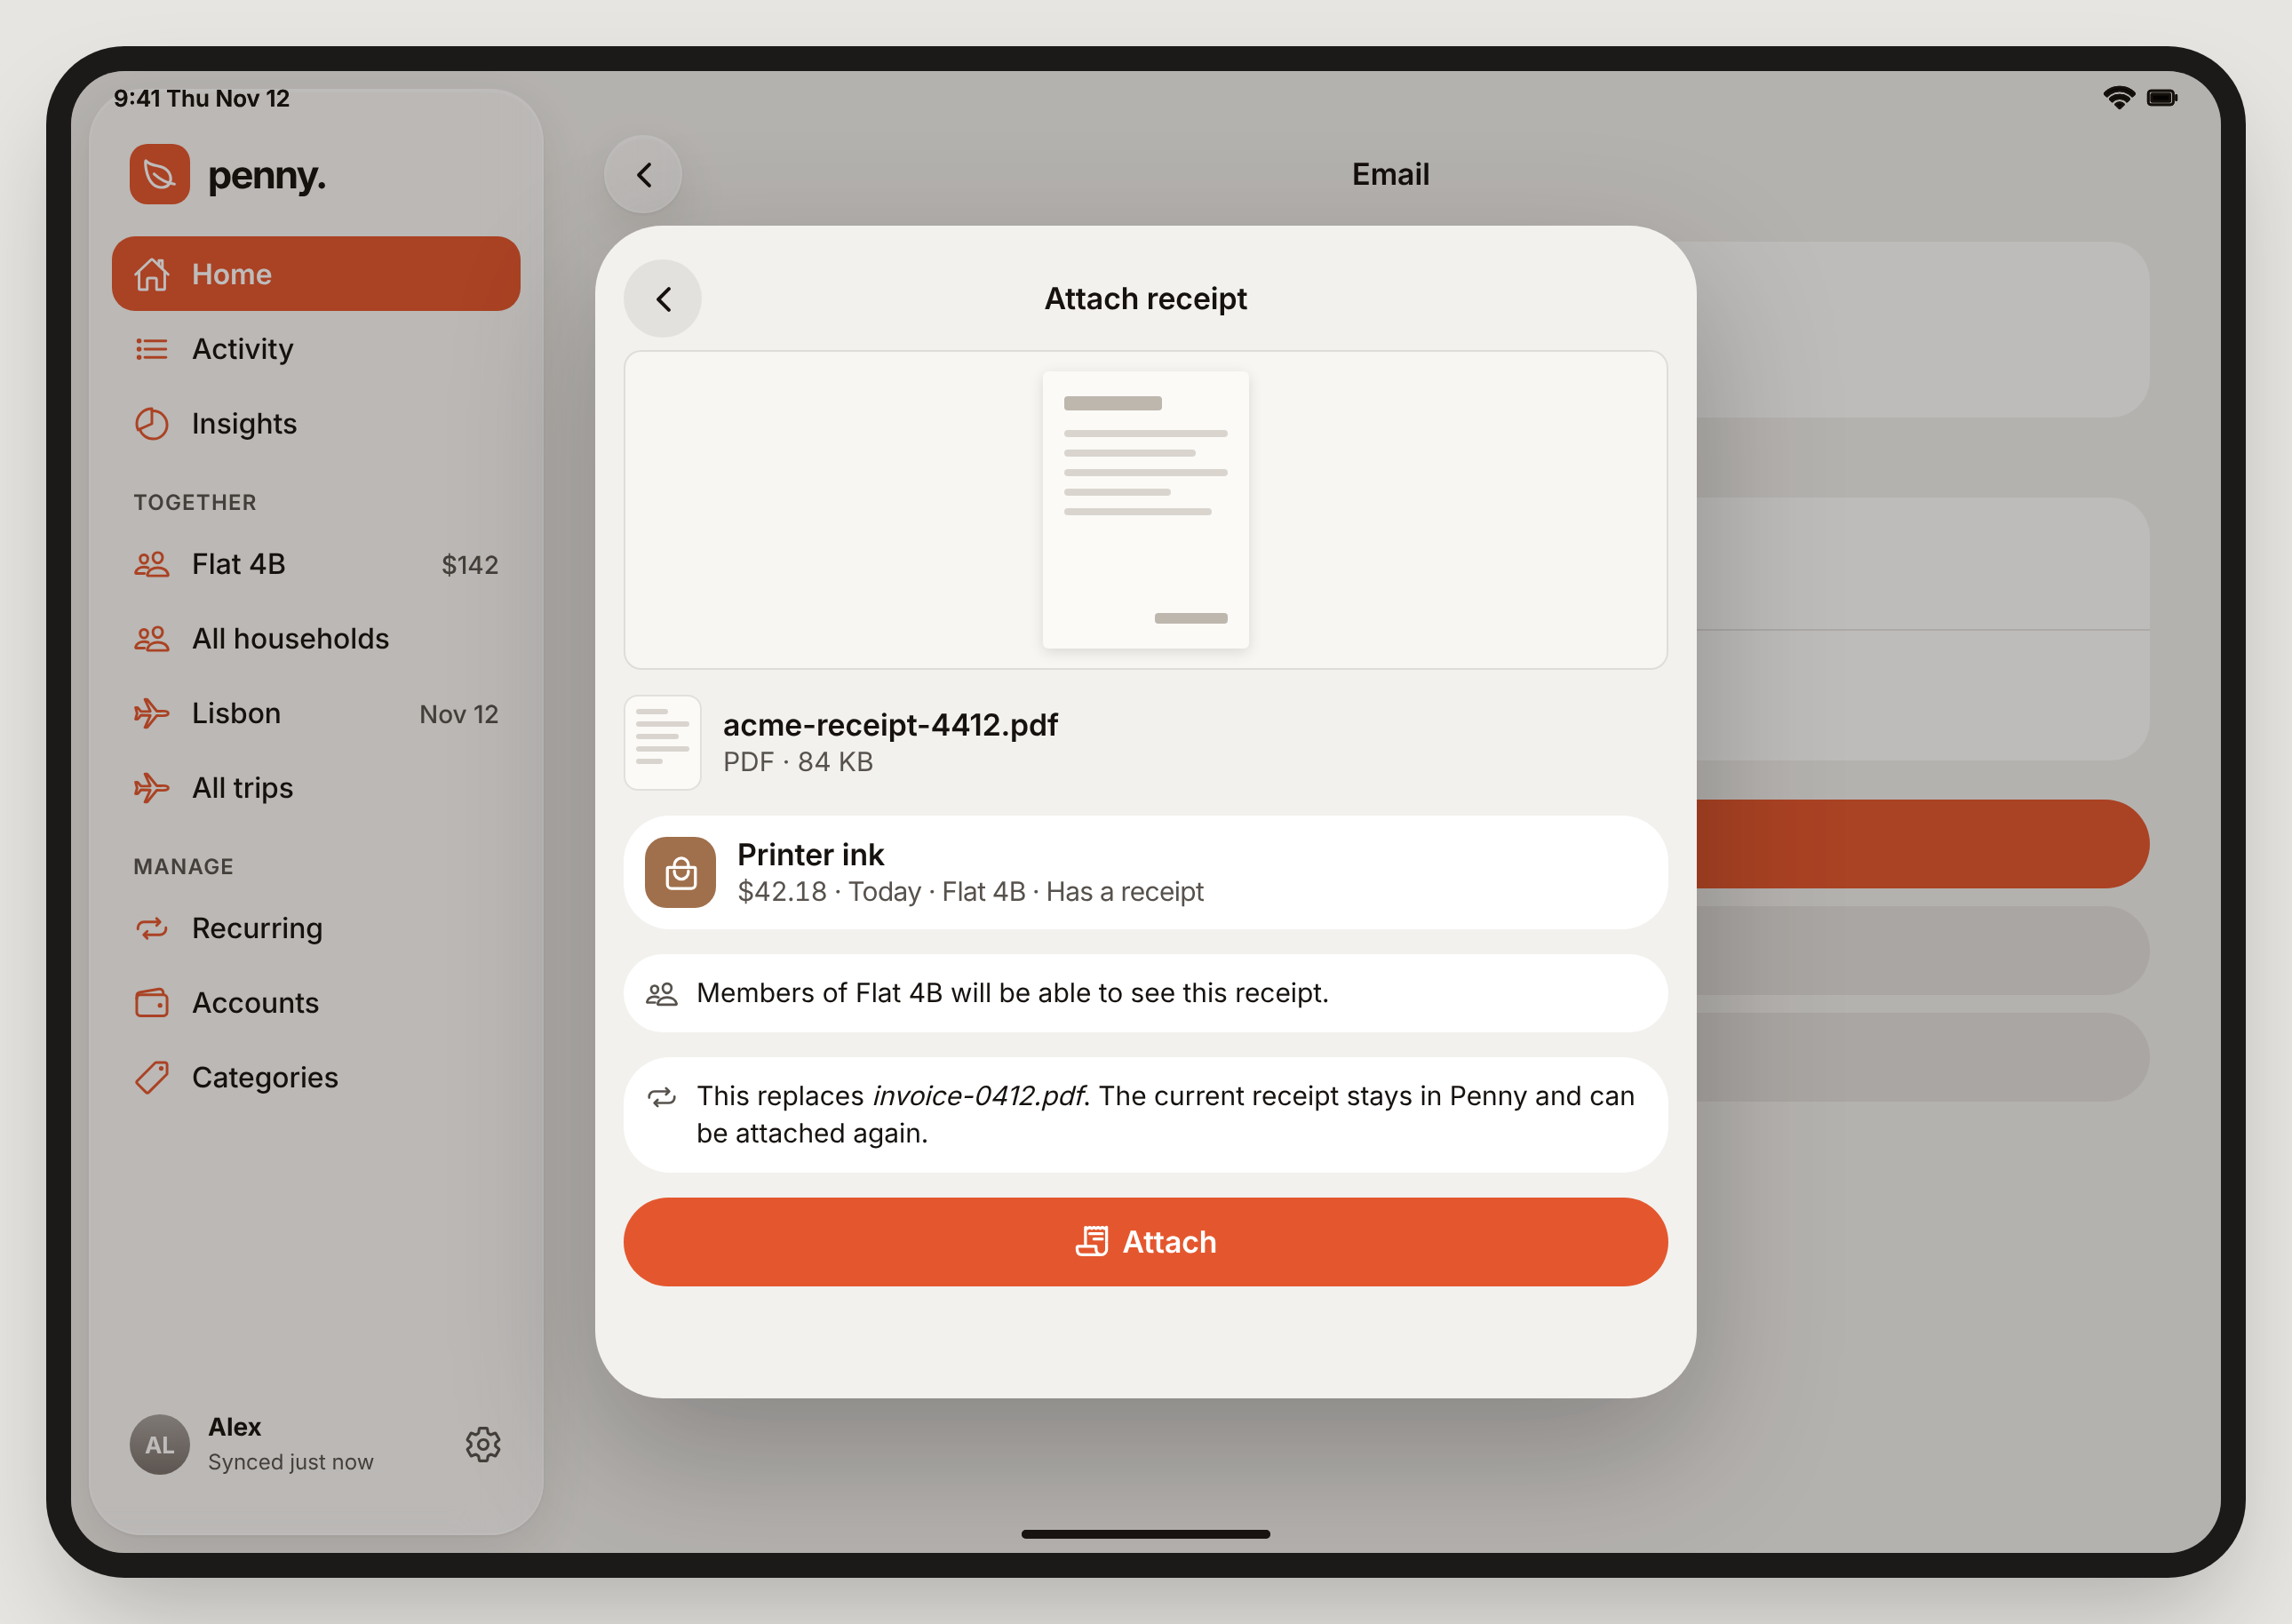 9:41 Thu Nov 12
penny.
Home
Activity
Insights
TOGETHER
Flat 4B $142
All households
Lisbon Nov 12
All trips
MANAGE
Recurring
Accounts
Categories
AL
Alex
Synced just now
Email
Attach receipt
acme-receipt-4412.pdf
PDF · 84 KB
Printer ink
$42.18 · Today · Flat 4B · Has a receipt
Members of Flat 4B will be able to see this receipt.
This replaces invoice-0412.pdf. The current receipt stays in Penny and can
be attached again.
Attach